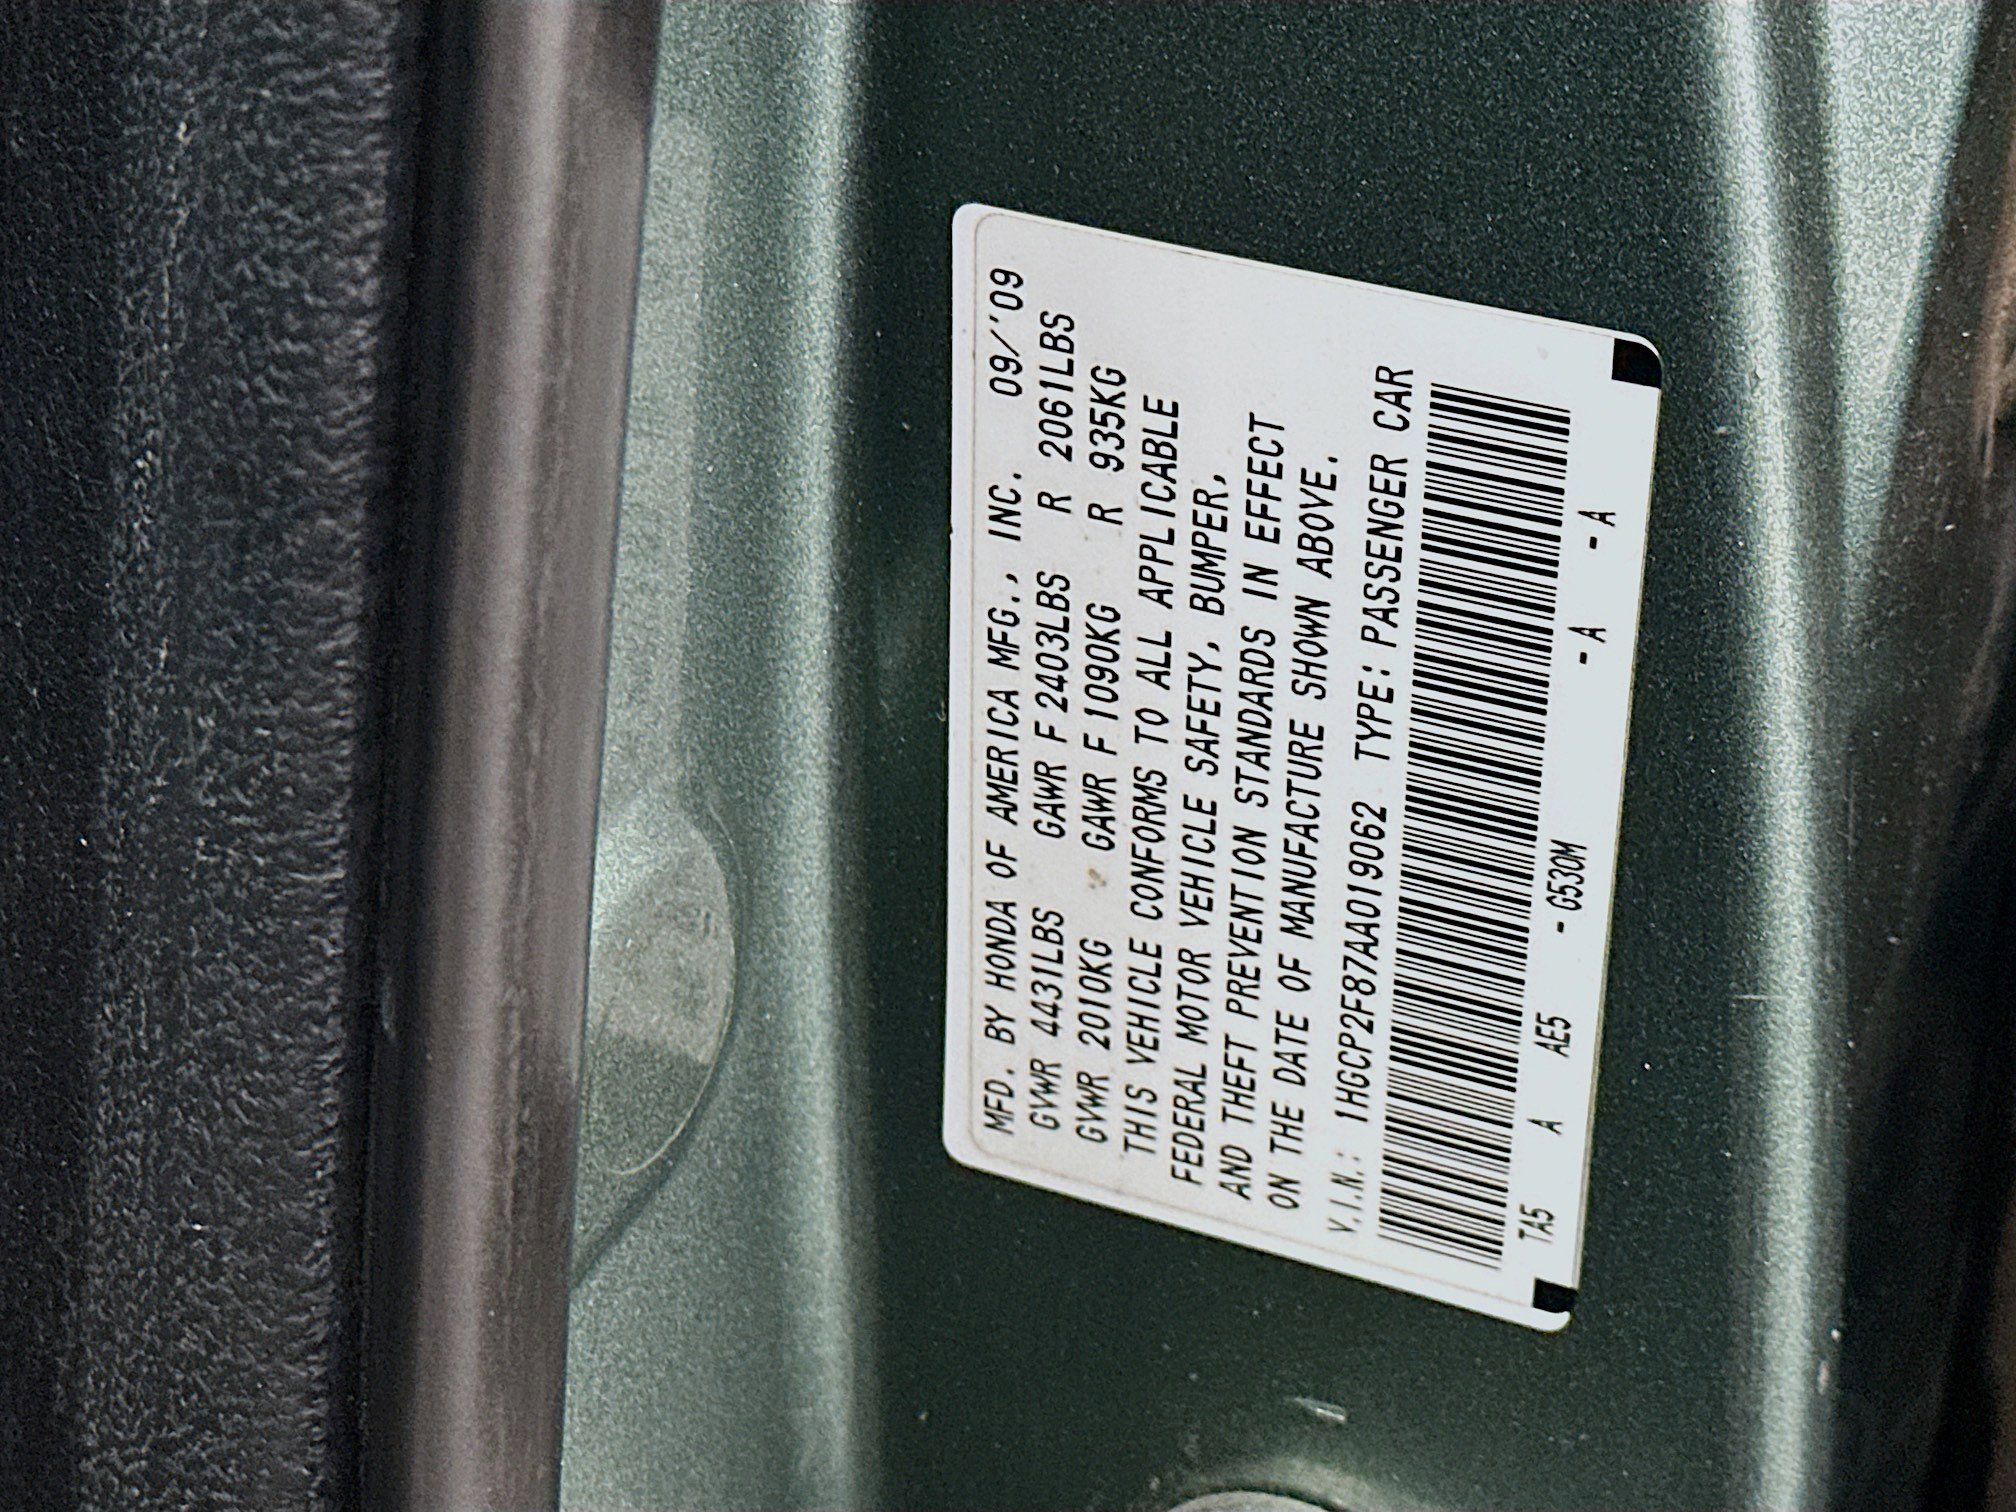 MFD. BY HONDA OF AMERICA MFG., INC. 09/'09
GVWR 4431LBS GAWR F 2403LBS R 2061LBS
GVWR 2010KG GAWR F 1090KG R 935KG
THIS VEHICLE CONFORMS TO ALL APPLICABLE
FEDERAL MOTOR VEHICLE SAFETY, BUMPER,
AND THEFT PREVENTION STANDARDS IN EFFECT
ON THE DATE OF MANUFACTURE SHOWN ABOVE.
V.I.N.: 1HGCP2F87AA019062 TYPE: PASSENGER CAR
TA5 A AE5 - G530M - A - A